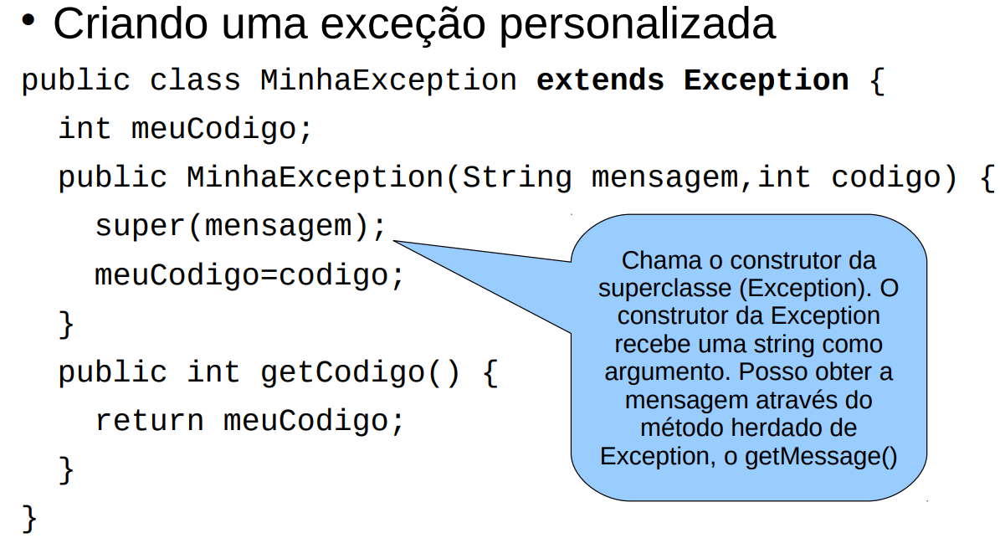 • Criando uma exceção personalizada
public class MinhaException extends Exception {
int meuCodigo;
public MinhaException(String mensagem,int codigo) {
super(mensagem);
meuCodigo=codigo;
}
public int getCodigo() {
return meuCodigo;
}
}
Chama o construtor da
superclasse (Exception). O
construtor da Exception
recebe uma string como
argumento. Posso obter a
mensagem através do
método herdado de
Exception, o getMessage()